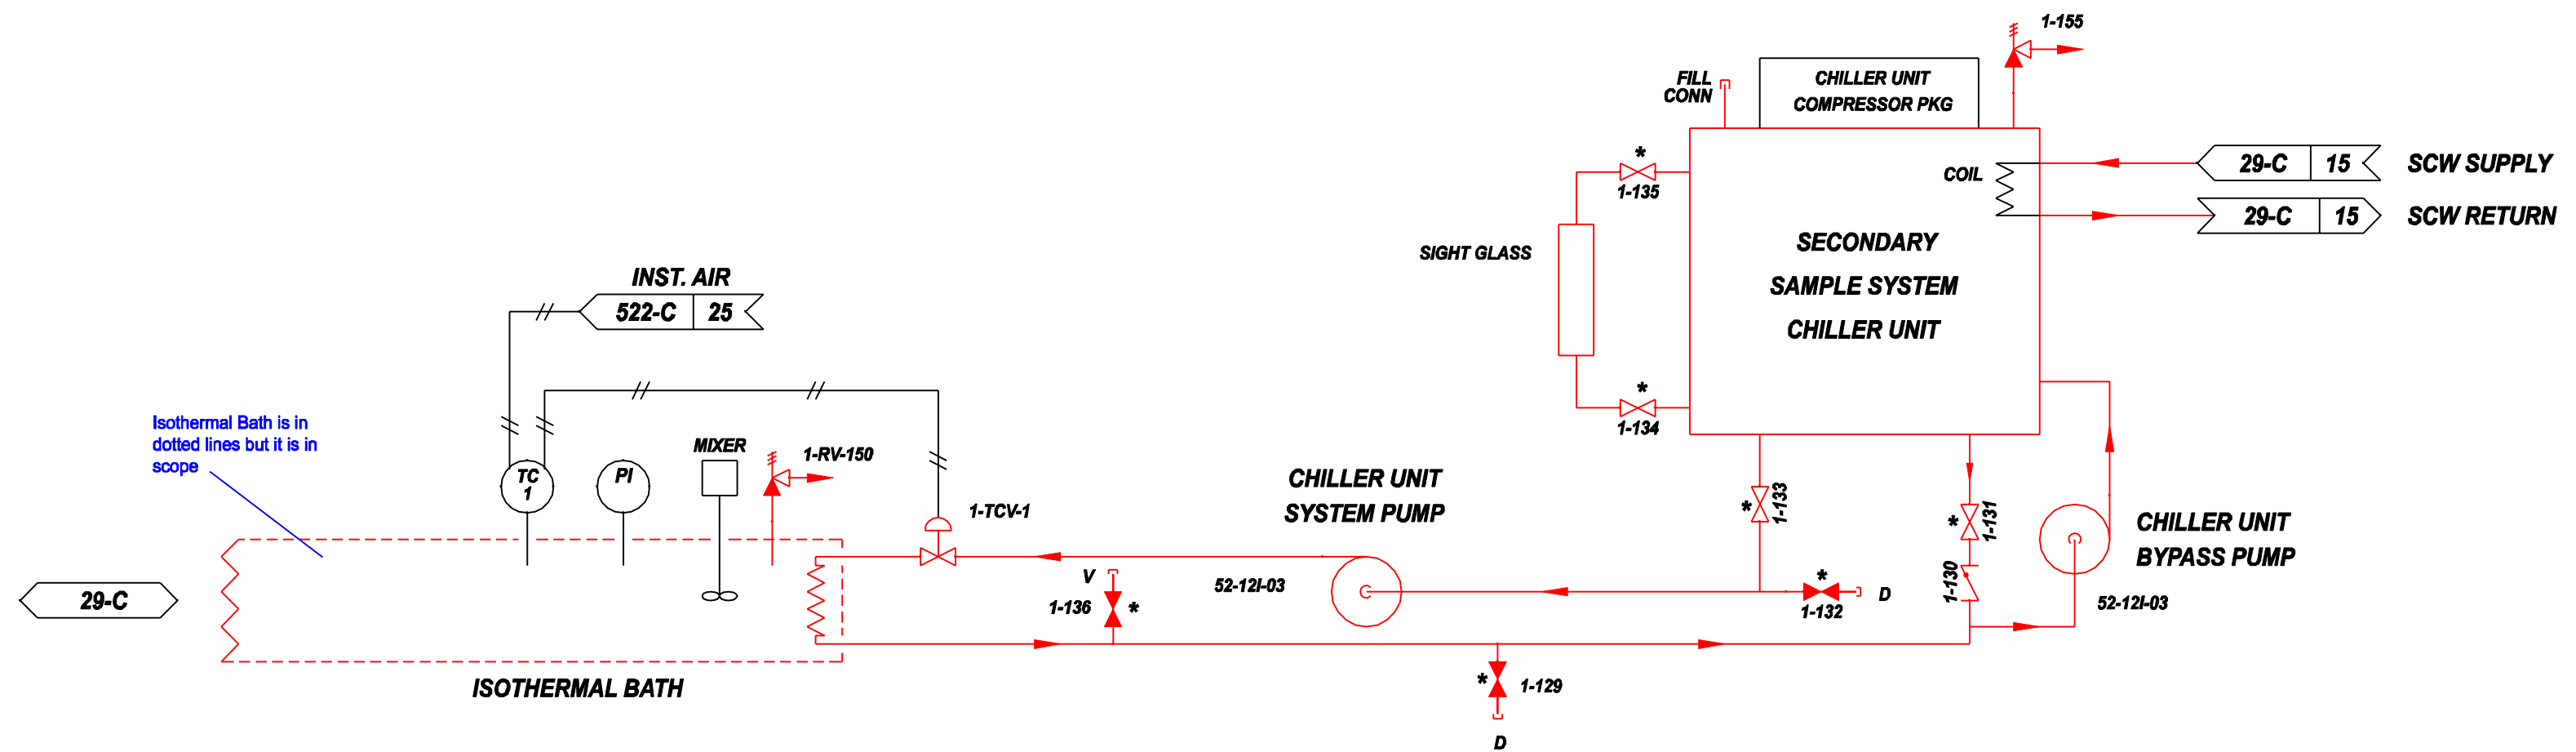 1-155
FILL
CONN
CHILLER UNIT
COMPRESSOR PKG
*
1-135
COIL
29-C 15 SCW SUPPLY
29-C 15 SCW RETURN
SIGHT GLASS
SECONDARY
SAMPLE SYSTEM
CHILLER UNIT
INST. AIR
522-C 25
*
1-134
Isothermal Bath is in
dotted lines but it is in
scope
TC
1
PI
MIXER
1-RV-150
1-TCV-1
CHILLER UNIT
SYSTEM PUMP
52-12I-03
*
1-133
*
1-131
1-130
CHILLER UNIT
BYPASS PUMP
52-12I-03
29-C
V
1-136
*
*
1-132
D
ISOTHERMAL BATH
*
1-129
D